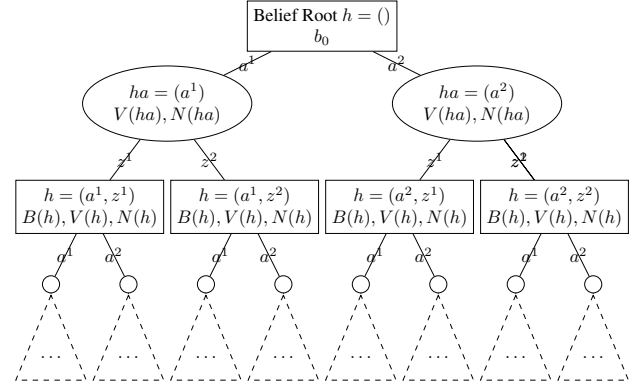 Belief Root h = ()
b₀
a¹ a²
ha = (a¹) ha = (a²)
V(ha), N(ha) V(ha), N(ha)
z¹ z² z¹
h = (a¹, z¹) h = (a¹, z²) h = (a², z¹) h = (a², z²)
B(h), V(h), N(h) B(h), V(h), N(h) B(h), V(h), N(h) B(h), V(h), N(h)
a¹ a² a¹ a² a¹ a² a¹ a²
... ... ... ... ... ... ... ...